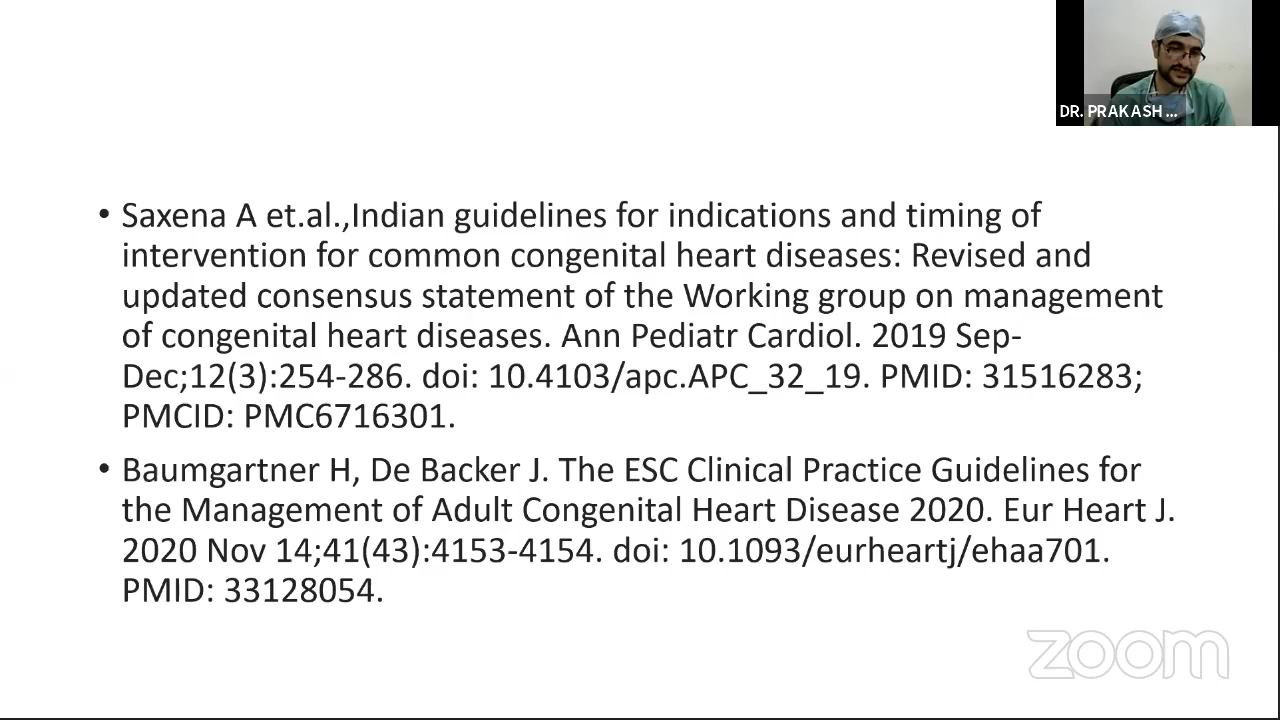 DR. PRAKASH ...
• Saxena A et.al.,Indian guidelines for indications and timing of
intervention for common congenital heart diseases: Revised and
updated consensus statement of the Working group on management
of congenital heart diseases. Ann Pediatr Cardiol. 2019 Sep-
Dec;12(3):254-286. doi: 10.4103/apc.APC_32_19. PMID: 31516283;
PMCID: PMC6716301.
• Baumgartner H, De Backer J. The ESC Clinical Practice Guidelines for
the Management of Adult Congenital Heart Disease 2020. Eur Heart J.
2020 Nov 14;41(43):4153-4154. doi: 10.1093/eurheartj/ehaa701.
PMID: 33128054.
zoom